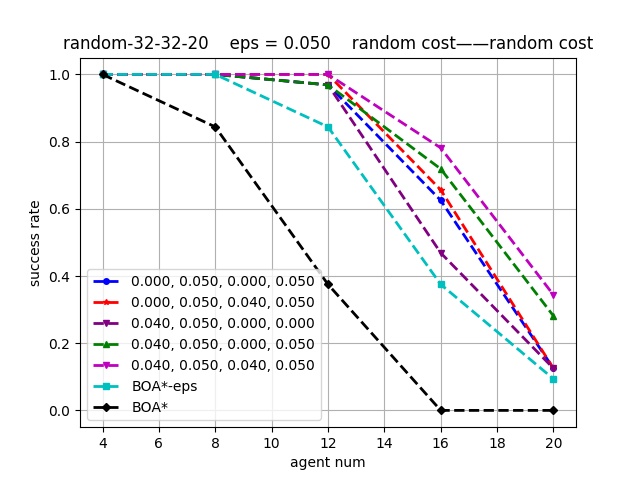 random-32-32-20    eps = 0.050    random cost——random cost
1.0
0.8
0.6
0.4
0.2
0.0
success rate
0.000, 0.050, 0.000, 0.050
0.000, 0.050, 0.040, 0.050
0.040, 0.050, 0.000, 0.000
0.040, 0.050, 0.000, 0.050
0.040, 0.050, 0.040, 0.050
BOA*-eps
BOA*
4 6 8 10 12 14 16 18 20
agent num